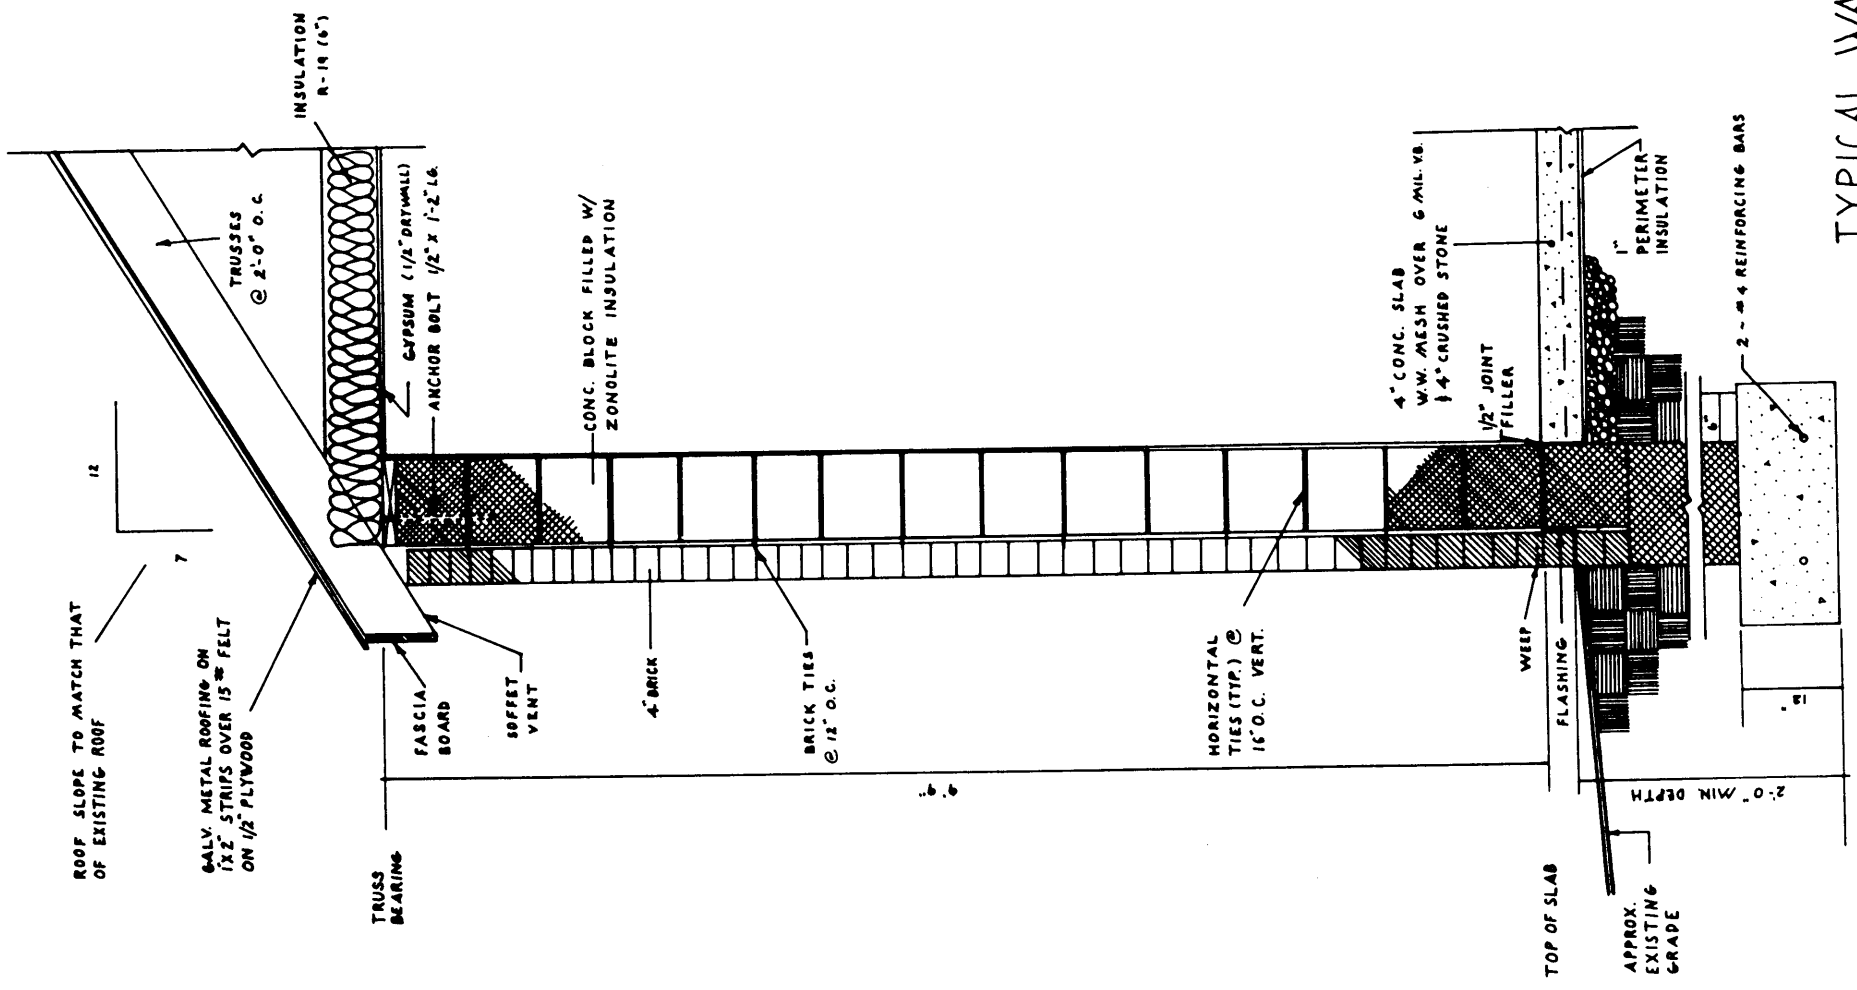 ROOF SLOPE TO MATCH THAT
OF EXISTING ROOF
12
7
GALV. METAL ROOFING ON
1"X2" STRIPS OVER 15# FELT
ON 1/2" PLYWOOD
TRUSSES
@ 2'-0" O.C.
INSULATION
R-19 (6")
GYPSUM (1/2" DRYWALL)
ANCHOR BOLT 1/2" X 1'-2" LG.
TRUSS
BEARING
FASCIA
BOARD
SOFFET
VENT
4" BRICK
CONC. BLOCK FILLED W/
ZONOLITE INSULATION
BRICK TIES
@ 12" O.C.
HORIZONTAL
TIES (TYP.) @
16" O.C. VERT.
4" CONC. SLAB
W.W. MESH OVER 6 MIL. V.B.
& 4" CRUSHED STONE
1/2" JOINT
FILLER
WEEP
FLASHING
TOP OF SLAB
1"
PERIMETER
INSULATION
APPROX.
EXISTING
GRADE
2'-0" MIN. DEPTH
6"
12"
2 ~ #4 REINFORCING BARS
TYPICAL